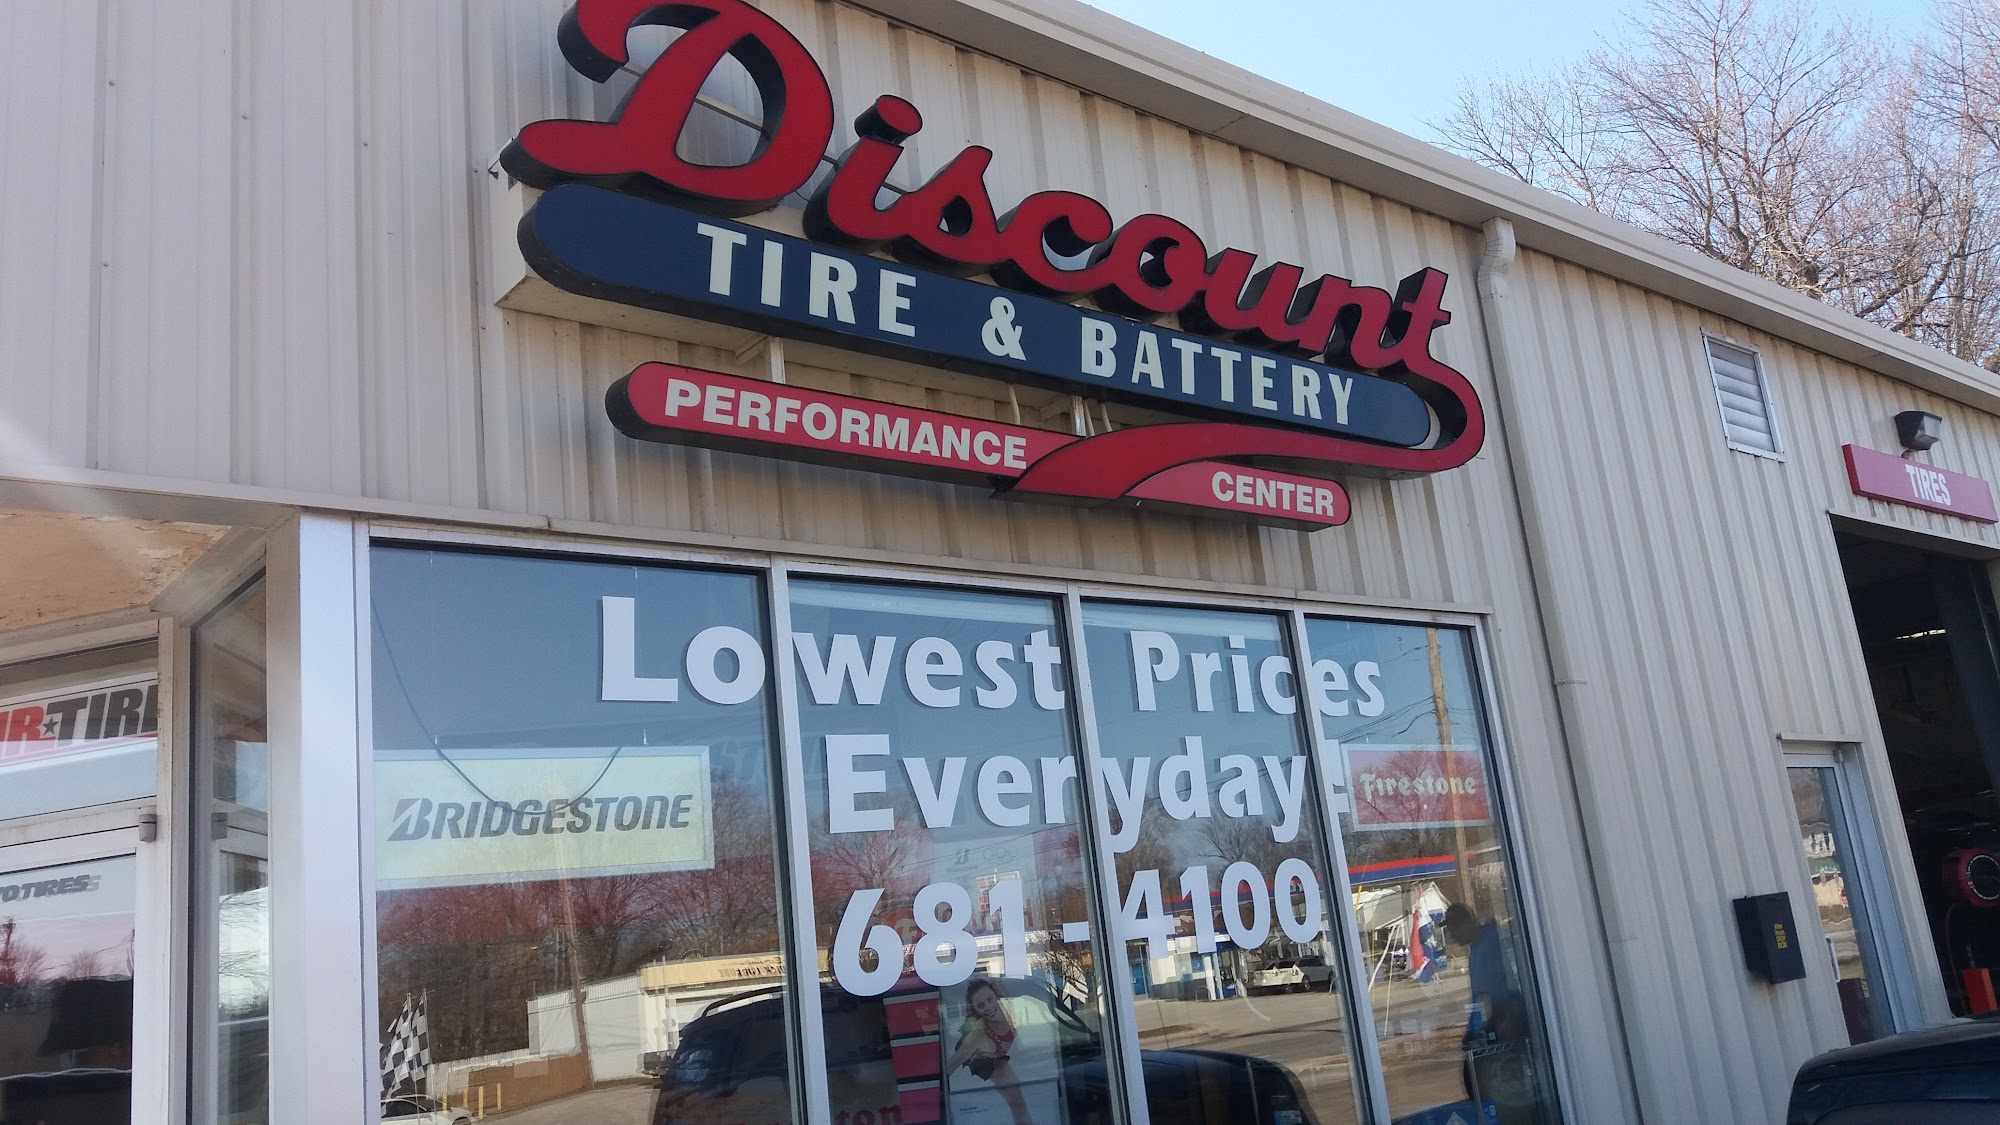 Discount
TIRE & BATTERY
PERFORMANCE
CENTER
TIRES
Lowest Prices
Everyday!
681-4100
BRIDGESTONE
Firestone